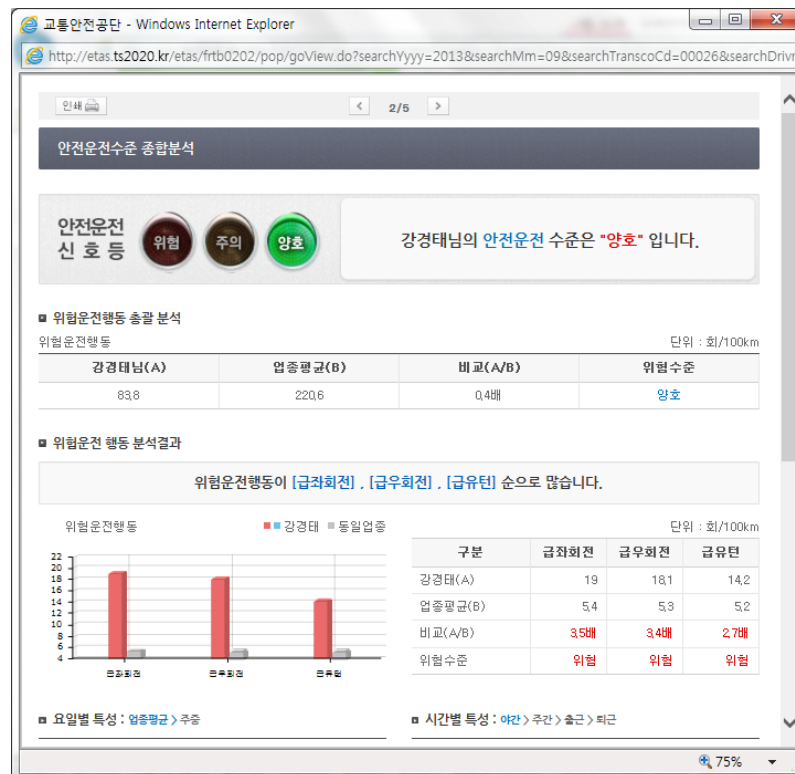 교통안전공단 - Windows Internet Explorer
http://etas.ts2020.kr/etas/frtb0202/pop/goView.do?searchYyyy=2013&searchMm=09&searchTranscoCd=00026&searchDrivr
인쇄
< 2/5 >
안전운전수준 종합분석
안전운전
신 호 등
위험 주의 양호
강경태님의 안전운전 수준은 "양호" 입니다.
위험운전행동 총괄 분석
위험운전행동 단위 : 회/100km
강경태님(A) 업종평균(B) 비교(A/B) 위험수준
83,8 220,6 0,4배 양호
위험운전 행동 분석결과
위험운전행동이 [급좌회전] , [급우회전] , [급유턴] 순으로 많습니다.
위험운전행동 강경태 동일업종
22
20
18
16
14
12
10
8
6
4
급좌회전 급우회전 급유턴
단위 : 회/100km
구분 급좌회전 급우회전 급유턴
강경태(A) 19 18,1 14,2
업종평균(B) 5,4 5,3 5,2
비교(A/B) 3,5배 3,4배 2,7배
위험수준 위험 위험 위험
요일별 특성 : 업종평균 > 주중
시간별 특성 : 야간 > 주간 > 출근 > 퇴근
75%